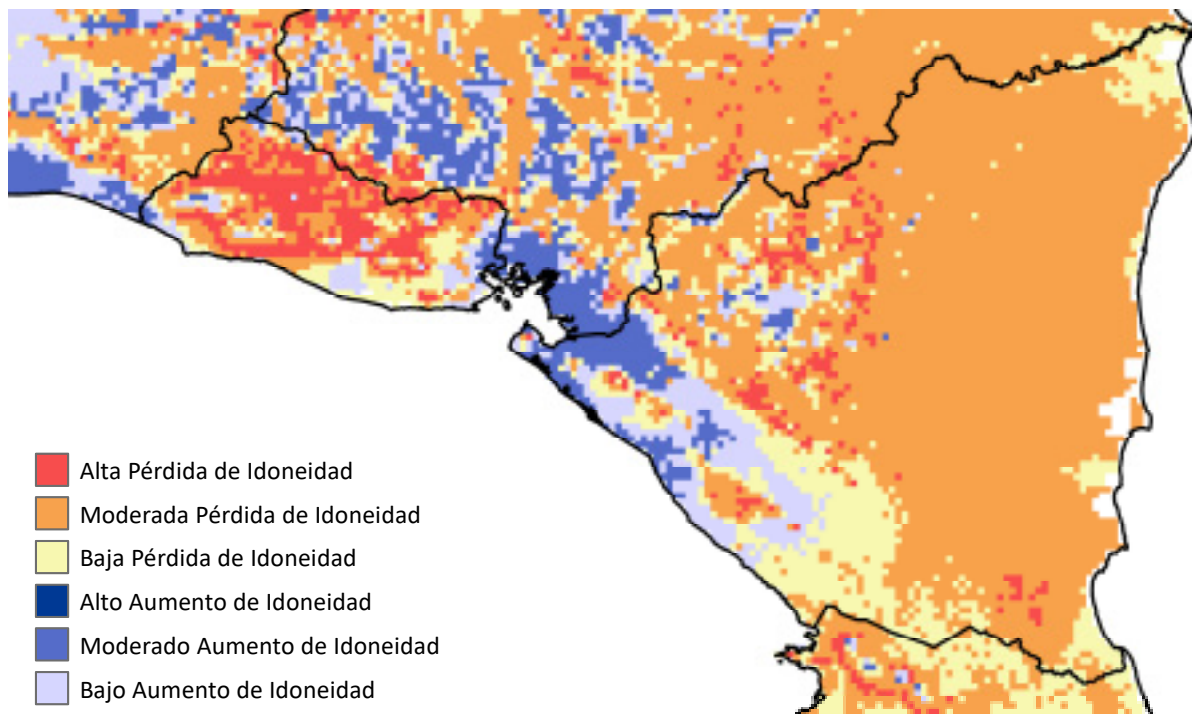 Alta Pérdida de Idoneidad
Moderada Pérdida de Idoneidad
Baja Pérdida de Idoneidad
Alto Aumento de Idoneidad
Moderado Aumento de Idoneidad
Bajo Aumento de Idoneidad